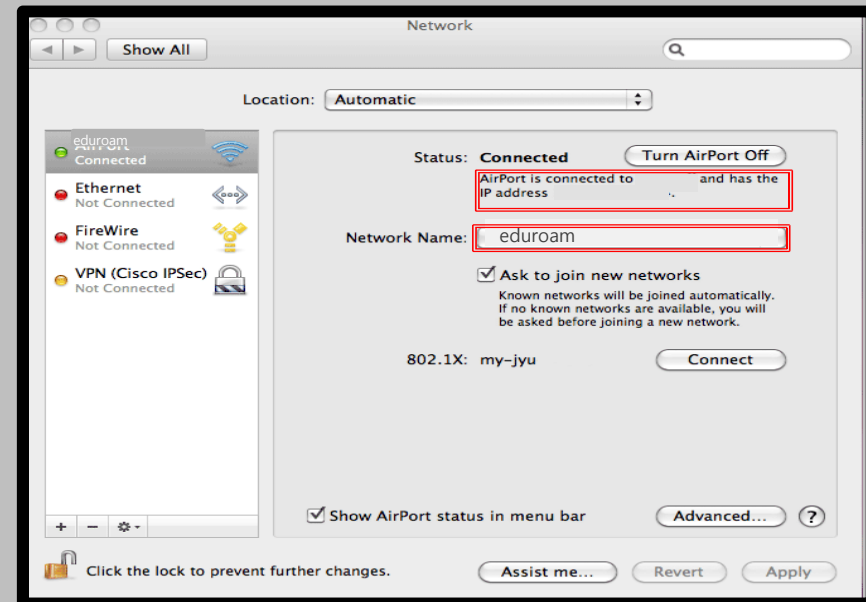 Network
Show All
Location: Automatic
eduroam
Connected
Ethernet
Not Connected
FireWire
Not Connected
VPN (Cisco IPSec)
Not Connected
+ −
Status: Connected
Turn AirPort Off
AirPort is connected to and has the
IP address .
Network Name: eduroam
Ask to join new networks
Known networks will be joined automatically.
If no known networks are available, you will
be asked before joining a new network.
802.1X: my-jyu
Connect
Show AirPort status in menu bar
Advanced...
?
Click the lock to prevent further changes.
Assist me...
Revert
Apply